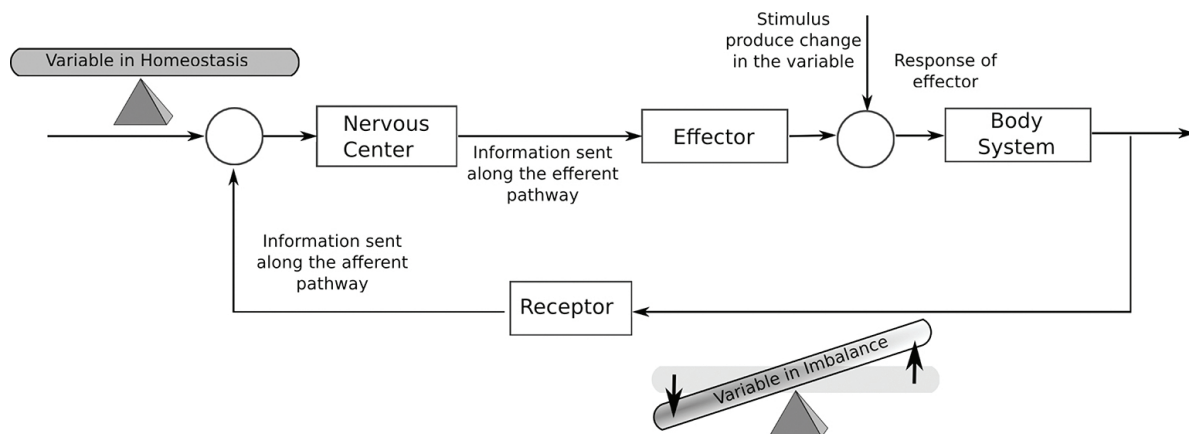 Variable in Homeostasis
Nervous
Center
Information sent
along the efferent
pathway
Effector
Stimulus
produce change
in the variable
Response of
effector
Body
System
Information sent
along the afferent
pathway
Receptor
Variable in Imbalance